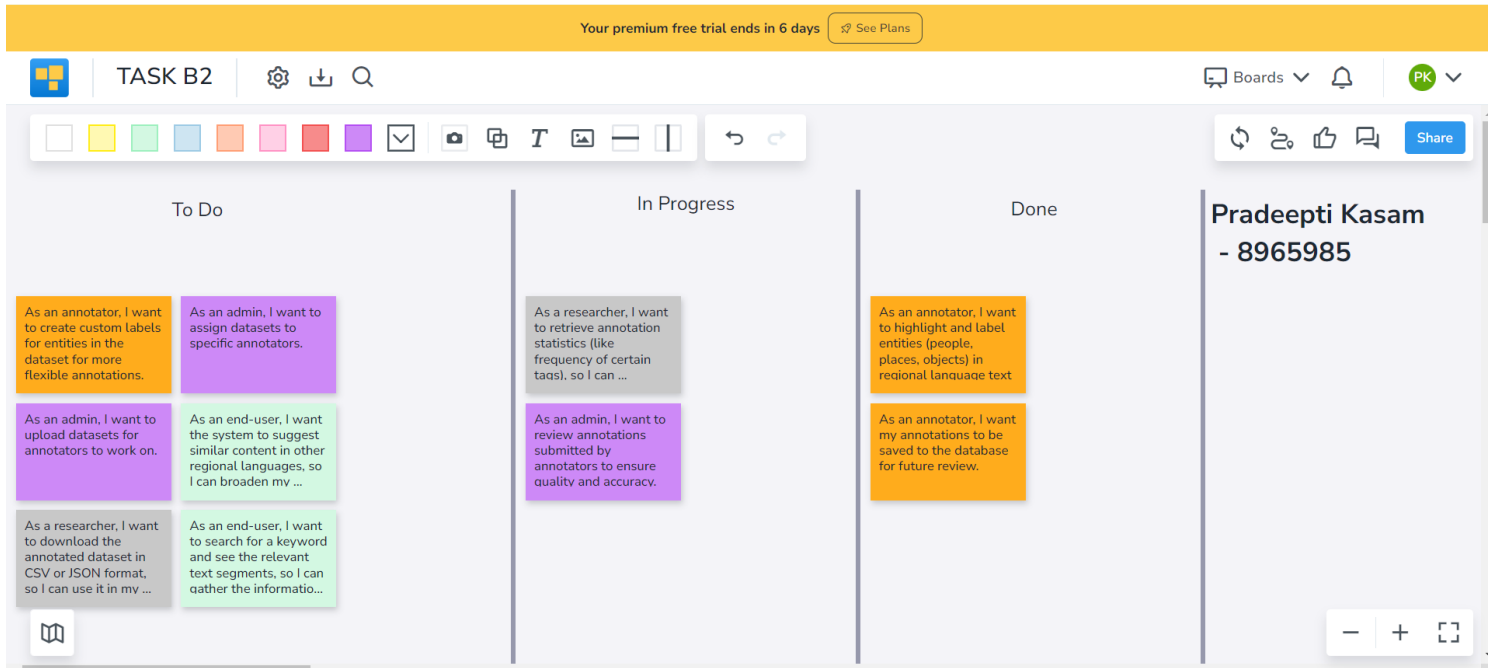 Your premium free trial ends in 6 days
See Plans
TASK B2
Boards
PK
T
Share
To Do
In Progress
Done
Pradeepti Kasam
- 8965985
As an annotator, I want
to create custom labels
for entities in the
dataset for more
flexible annotations.
As an admin, I want to
assign datasets to
specific annotators.
As an admin, I want to
upload datasets for
annotators to work on.
As an end-user, I want
the system to suggest
similar content in other
regional languages, so
I can broaden my ...
As a researcher, I want
to download the
annotated dataset in
CSV or JSON format,
so I can use it in my ...
As an end-user, I want
to search for a keyword
and see the relevant
text segments, so I can
gather the informatio...
As a researcher, I want
to retrieve annotation
statistics (like
frequency of certain
tags), so I can ...
As an admin, I want to
review annotations
submitted by
annotators to ensure
quality and accuracy.
As an annotator, I want
to highlight and label
entities (people,
places, objects) in
regional language text
As an annotator, I want
my annotations to be
saved to the database
for future review.